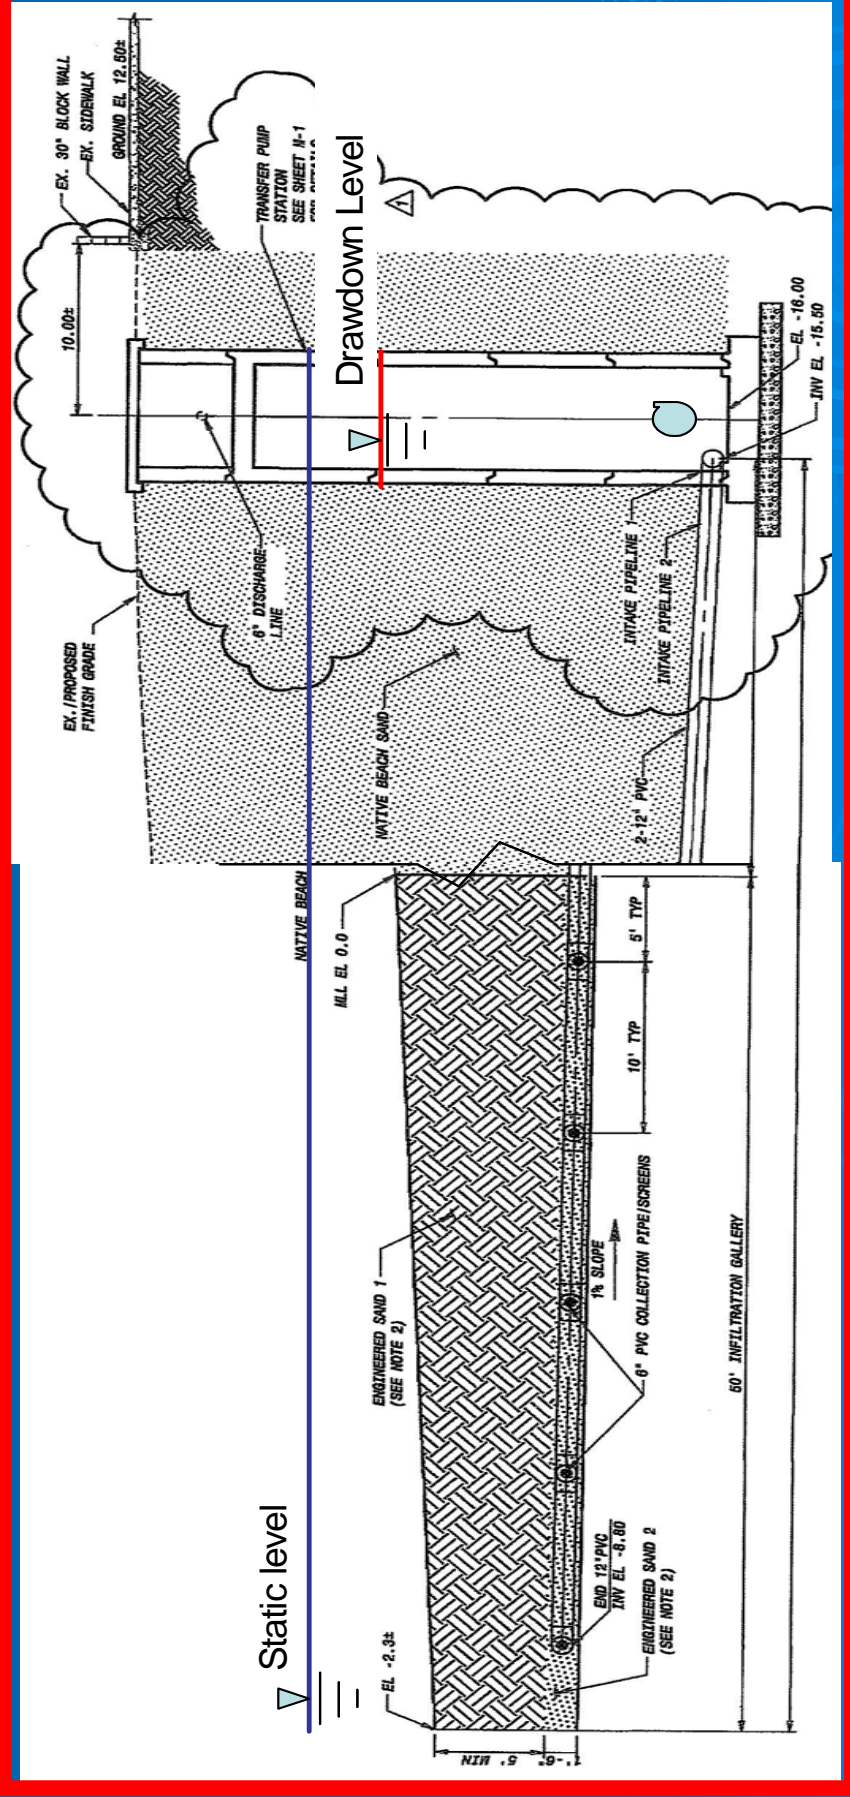 EX. 30" BLOCK WALL
EX. SIDEWALK
GROUND EL 12.60±
10.00±
TRANSFER PUMP
STATION
SEE SHEET M-1
Drawdown Level
1
EL -16.00
INV EL -15.50
6" DISCHARGE
LINE
INTAKE PIPELINE 1
INTAKE PIPELINE 2
EX./PROPOSED
FINISH GRADE
NATIVE BEACH SAND
2-12" PVC
NATIVE BEACH
MLL EL 0.0
5' TYP
10' TYP
ENGINEERED SAND 1
(SEE NOTE 2)
1% SLOPE
6" PVC COLLECTION PIPE/SCREENS
50' INFILTRATION GALLERY
Static level
EL -2.3±
END 12"PVC
INV EL -8.80
ENGINEERED SAND 2
(SEE NOTE 2)
5' MIN
1'-6"